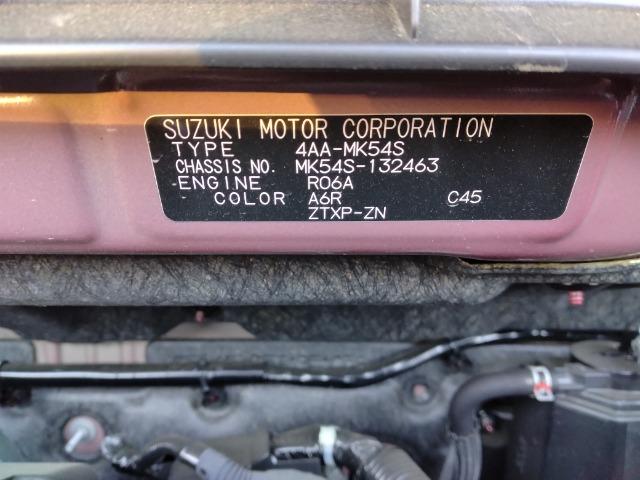 SUZUKI MOTOR CORPORATION
TYPE 4AA-MK54S
CHASSIS NO. MK54S-132463
ENGINE R06A
COLOR A6R C45
ZTXP-ZN